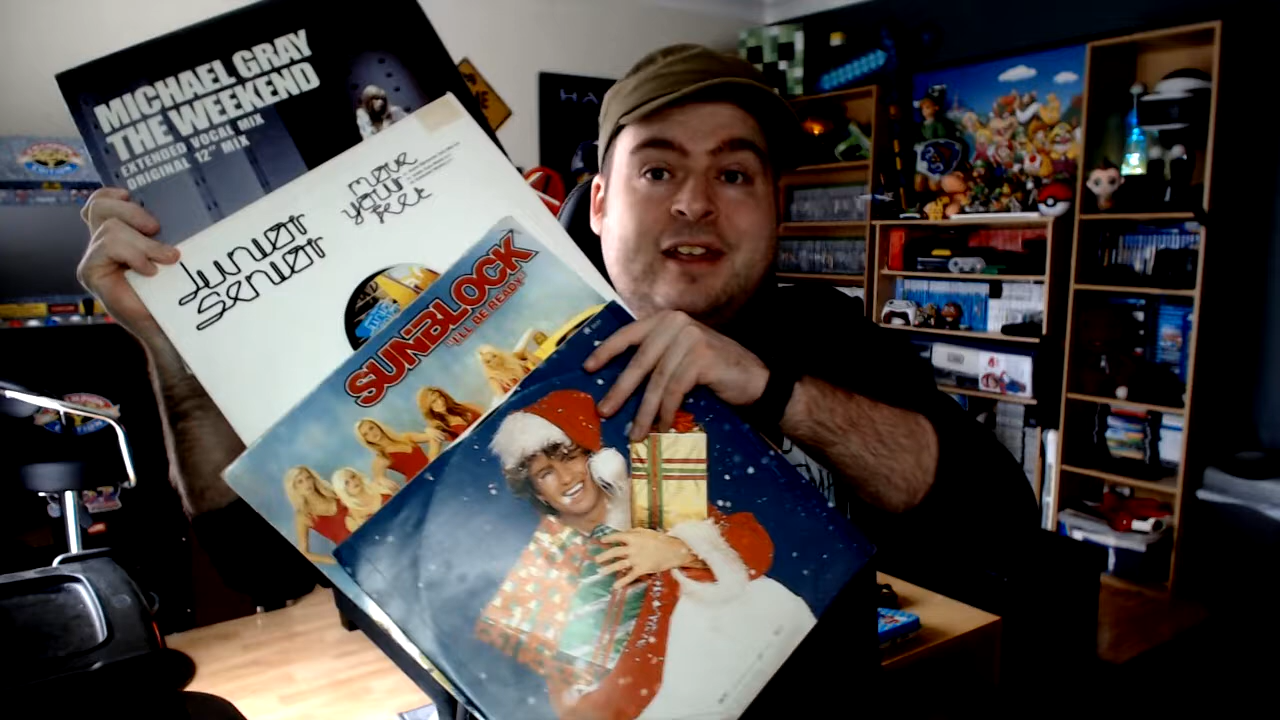 MICHAEL GRAY
THE WEEKEND
EXTENDED VOCAL MIX
ORIGINAL 12" MIX
Junior
Senior
move
your
feet
SUNBLOCK
"I'LL BE READY"
HA